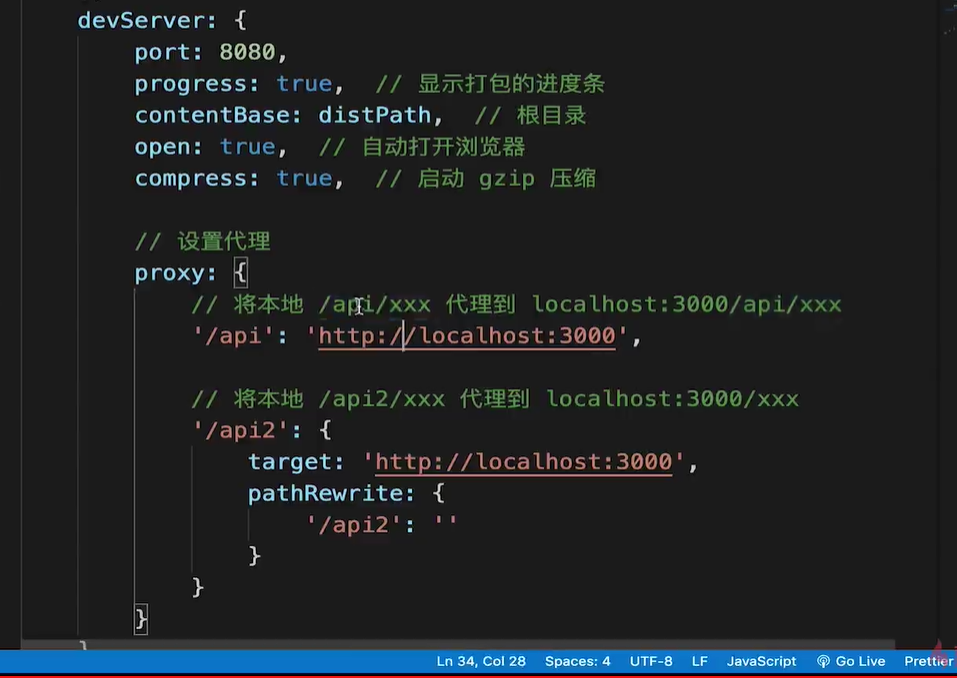 devServer: {
port: 8080,
progress: true,  // 显示打包的进度条
contentBase: distPath,  // 根目录
open: true,  // 自动打开浏览器
compress: true,  // 启动 gzip 压缩
// 设置代理
proxy: {
// 将本地 /api/xxx 代理到 localhost:3000/api/xxx
'/api': 'http://localhost:3000',
// 将本地 /api2/xxx 代理到 localhost:3000/xxx
'/api2': {
target: 'http://localhost:3000',
pathRewrite: {
'/api2': ''
}
}
}
}
Ln 34, Col 28 Spaces: 4 UTF-8 LF JavaScript Go Live Prettier